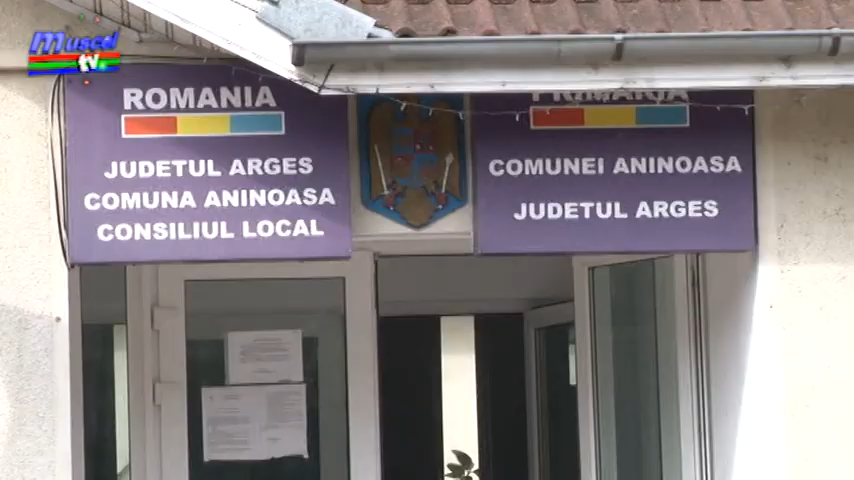 Muscel
tv.
ROMANIA
JUDETUL ARGES
COMUNA ANINOASA
CONSILIUL LOCAL
PRIMARIA
COMUNEI ANINOASA
JUDETUL ARGES